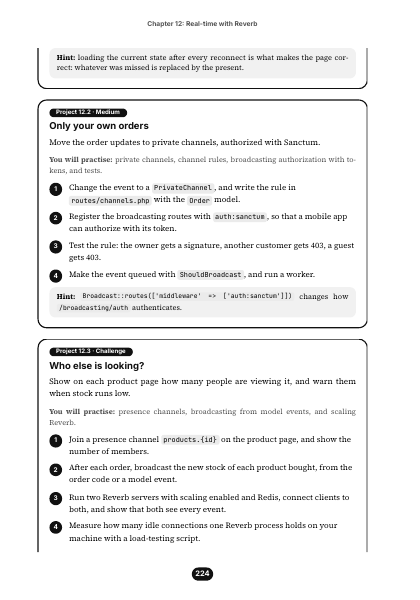 Chapter 12: Real-time with Reverb
Hint: loading the current state after every reconnect is what makes the page cor-
rect: whatever was missed is replaced by the present.
Project 12.2 · Medium
Only your own orders
Move the order updates to private channels, authorized with Sanctum.
You will practise: private channels, channel rules, broadcasting authorization with to-
kens, and tests.
1 Change the event to a PrivateChannel, and write the rule in
routes/channels.php with the Order model.
2 Register the broadcasting routes with auth:sanctum, so that a mobile app
can authorize with its token.
3 Test the rule: the owner gets a signature, another customer gets 403, a guest
gets 403.
4 Make the event queued with ShouldBroadcast, and run a worker.
Hint: Broadcast::routes(['middleware' => ['auth:sanctum']]) changes how
/broadcasting/auth authenticates.
Project 12.3 · Challenge
Who else is looking?
Show on each product page how many people are viewing it, and warn them
when stock runs low.
You will practise: presence channels, broadcasting from model events, and scaling
Reverb.
1 Join a presence channel products.{id} on the product page, and show the
number of members.
2 After each order, broadcast the new stock of each product bought, from the
order code or a model event.
3 Run two Reverb servers with scaling enabled and Redis, connect clients to
both, and show that both see every event.
4 Measure how many idle connections one Reverb process holds on your
machine with a load-testing script.
224